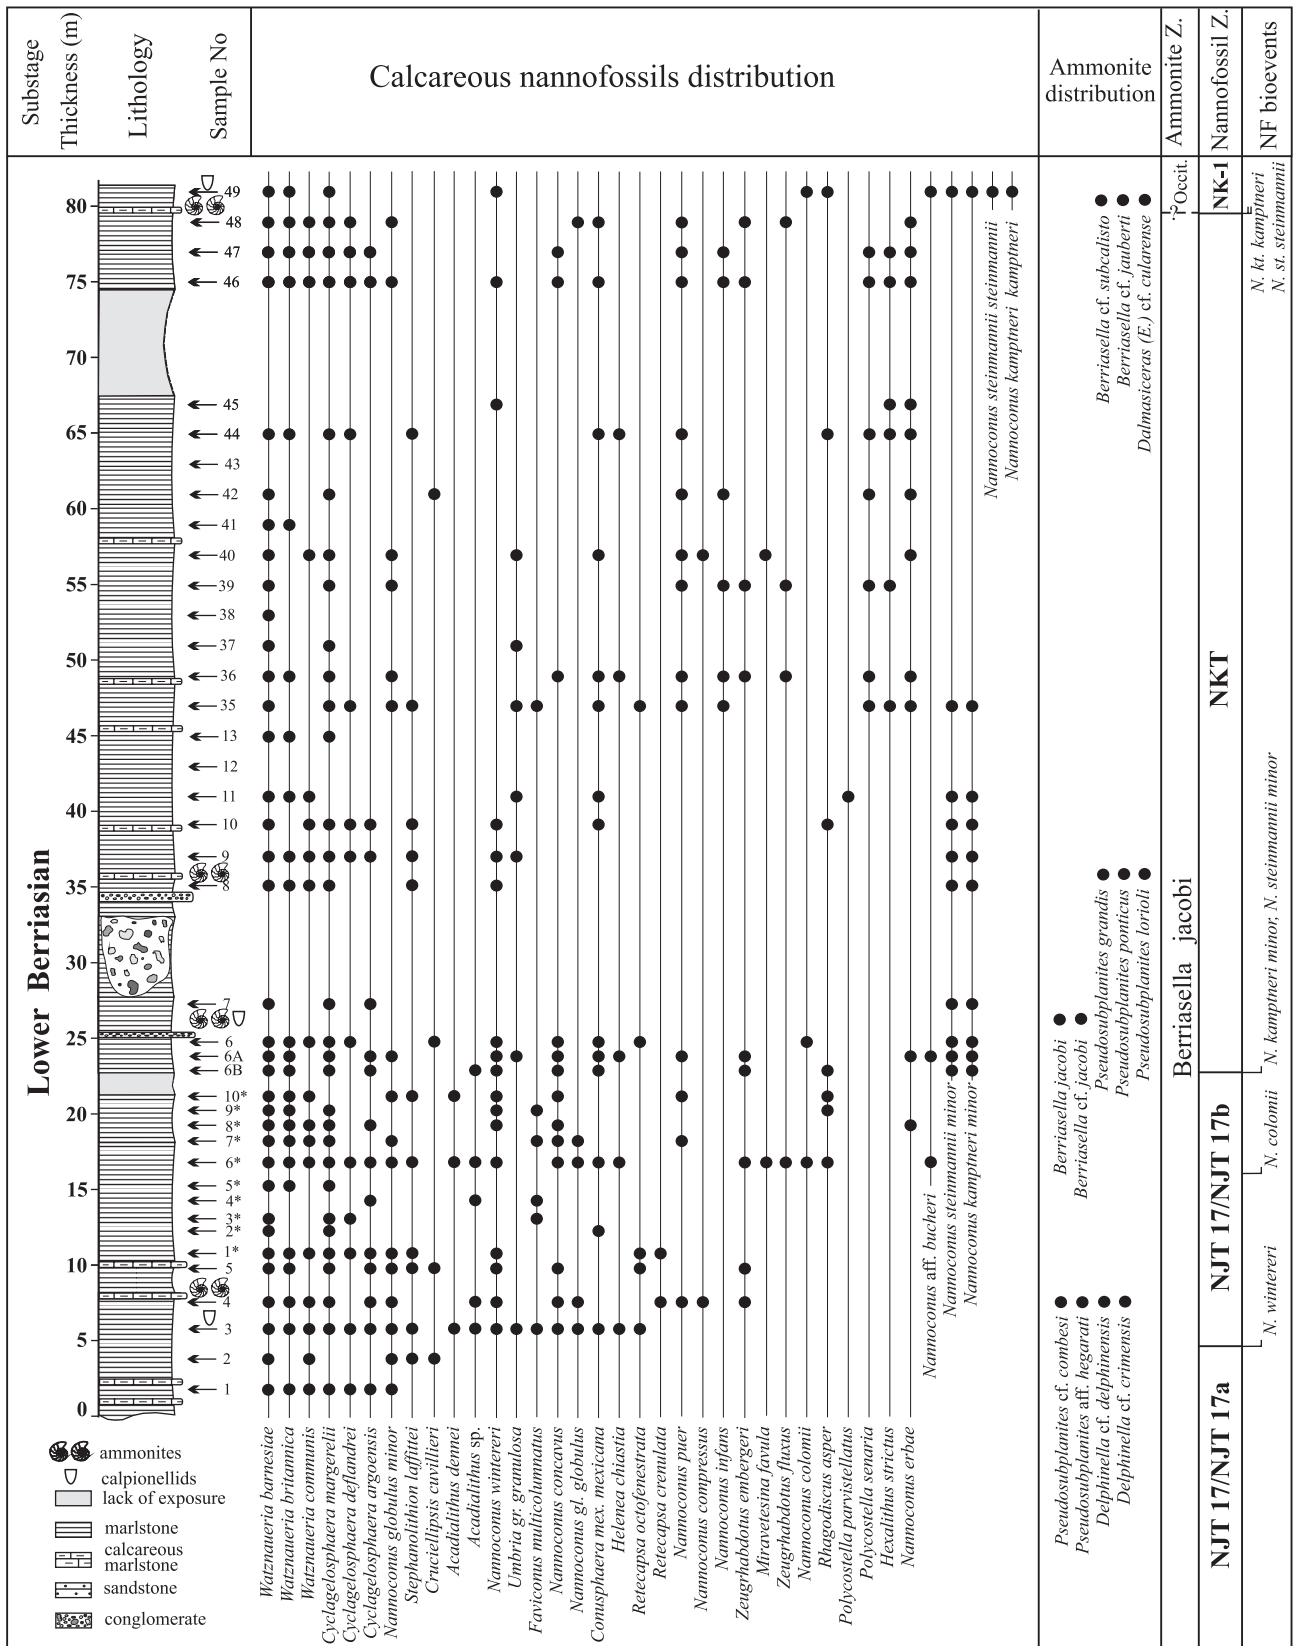 Substage
Thickness (m)
Lithology
Sample No
Calcareous nannofossils distribution
Ammonite
distribution
Ammonite Z.
Nannofossil Z.
NF bioevents
Lower Berriasian
80
75
70
65
60
55
50
45
40
35
30
25
20
15
10
5
0
49
48
47
46
45
44
43
42
41
40
39
38
37
36
35
13
12
11
10
9
8
7
6
6A
6B
10*
9*
8*
7*
6*
5*
4*
3*
2*
1*
5
4
3
2
1
Watznaueria barnesiae
Watznaueria britannica
Watznaueria communis
Cyclagelosphaera margerelii
Cyclagelosphaera deflandrei
Cyclagelosphaera argoensis
Nannoconus globulus minor
Stephanolithion laffittei
Cruciellipsis cuvillieri
Acadialithus dennei
Acadialithus sp.
Nannoconus wintereri
Umbria gr. granulosa
Faviconus multicolumnatus
Nannoconus concavus
Nannoconus gl. globulus
Conusphaera mex. mexicana
Helenea chiastia
Retecapsa octofenestrata
Retecapsa crenulata
Nannoconus puer
Nannoconus compressus
Nannoconus infans
Zeugrhabdotus embergeri
Miravetesina favula
Zeugrhabdotus fluxus
Nannoconus colomii
Rhagodiscus asper
Polycostella parvistellatus
Polycostella senaria
Hexalithus strictus
Nannoconus erbae
Nannoconus aff. bucheri
Nannoconus steinmannii minor
Nannoconus kamptneri minor
Nannoconus steinmannii steinmannii
Nannoconus kamptneri kamptneri
Pseudosubplanites cf. combesi
Pseudosubplanites aff. hegarati
Delphinella cf. delphinensis
Delphinella cf. crimensis
Berriasella jacobi
Berriasella cf. jacobi
Pseudosubplanites grandis
Pseudosubplanites ponticus
Pseudosubplanites lorioli
Berriasella cf. subcalisto
Berriasella cf. jauberti
Dalmasiceras (E.) cf. cularense
?Occit.
Berriasella jacobi
NK-1
NKT
NJT 17/NJT 17b
NJT 17/NJT 17a
N. kt. kamptneri
N. st. steinmannii
N. kamptneri minor, N. steinmannii minor
N. colomii
N. wintereri
ammonites
calpionellids
lack of exposure
marlstone
calcareous
marlstone
sandstone
conglomerate